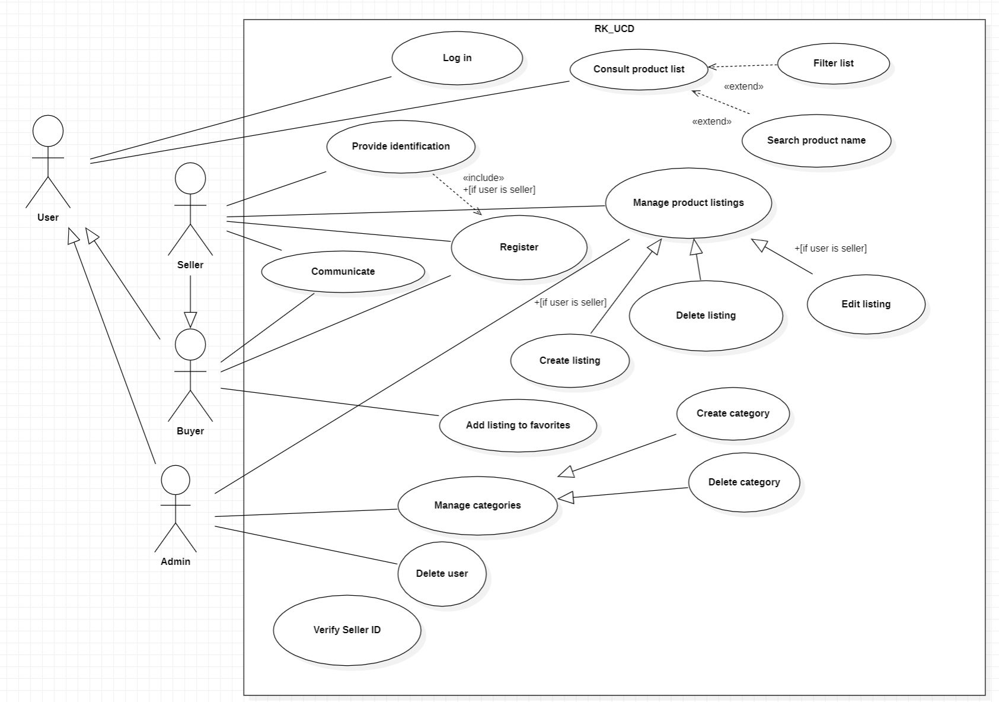 RK_UCD
Log in
Consult product list
Filter list
«extend»
«extend»
Search product name
Provide identification
«include»
+[if user is seller]
Manage product listings
User
Seller
Register
+[if user is seller]
Communicate
+[if user is seller]
Delete listing
Edit listing
Create listing
Buyer
Add listing to favorites
Create category
Delete category
Manage categories
Admin
Delete user
Verify Seller ID